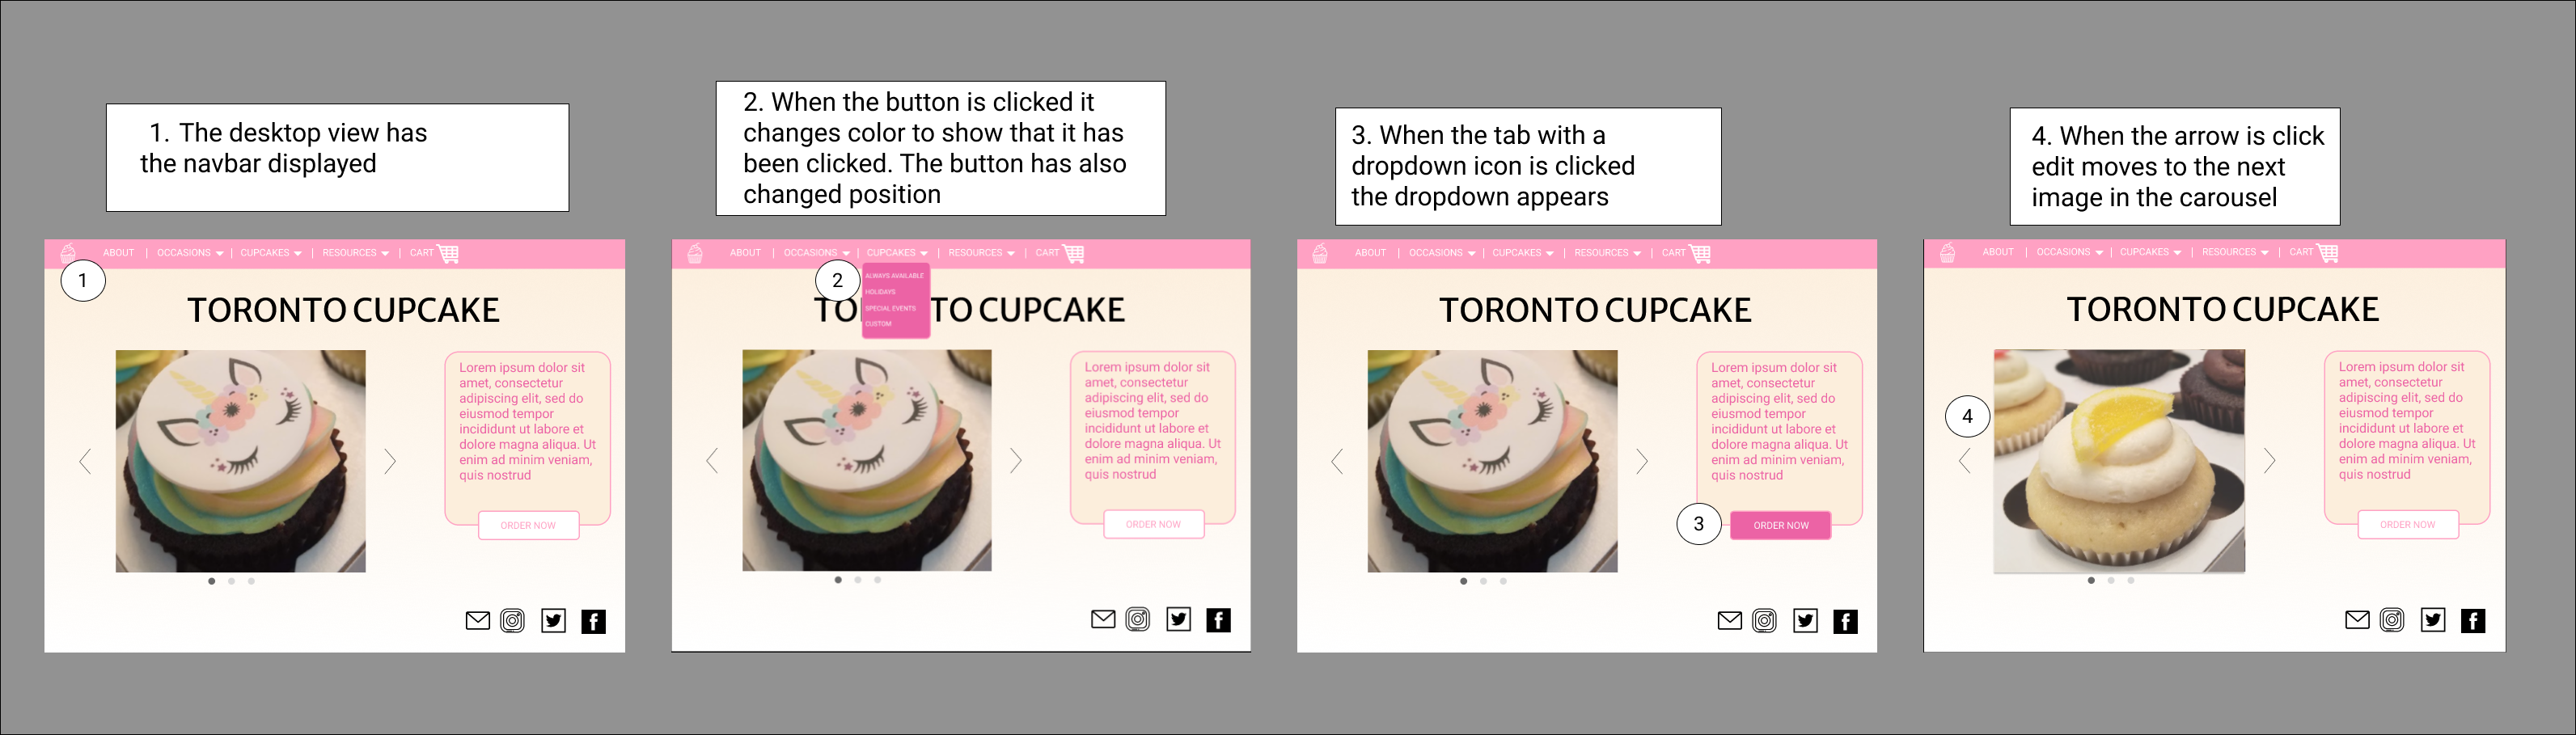 1. The desktop view has
the navbar displayed
2. When the button is clicked it
changes color to show that it has
been clicked. The button has also
changed position
3. When the tab with a
dropdown icon is clicked
the dropdown appears
4. When the arrow is click
edit moves to the next
image in the carousel
ABOUT | OCCASIONS | CUPCAKES | RESOURCES | CART
1
TORONTO CUPCAKE
Lorem ipsum dolor sit
amet, consectetur
adipiscing elit, sed do
eiusmod tempor
incididunt ut labore et
dolore magna aliqua. Ut
enim ad minim veniam,
quis nostrud
ORDER NOW
ABOUT | OCCASIONS | CUPCAKES | RESOURCES | CART
2
ALWAYS AVAILABLE
HOLIDAYS
SPECIAL EVENTS
CUSTOM
TO TO CUPCAKE
Lorem ipsum dolor sit
amet, consectetur
adipiscing elit, sed do
eiusmod tempor
incididunt ut labore et
dolore magna aliqua. Ut
enim ad minim veniam,
quis nostrud
ORDER NOW
ABOUT | OCCASIONS | CUPCAKES | RESOURCES | CART
TORONTO CUPCAKE
Lorem ipsum dolor sit
amet, consectetur
adipiscing elit, sed do
eiusmod tempor
incididunt ut labore et
dolore magna aliqua. Ut
enim ad minim veniam,
quis nostrud
3
ORDER NOW
ABOUT | OCCASIONS | CUPCAKES | RESOURCES | CART
TORONTO CUPCAKE
4
Lorem ipsum dolor sit
amet, consectetur
adipiscing elit, sed do
eiusmod tempor
incididunt ut labore et
dolore magna aliqua. Ut
enim ad minim veniam,
quis nostrud
ORDER NOW